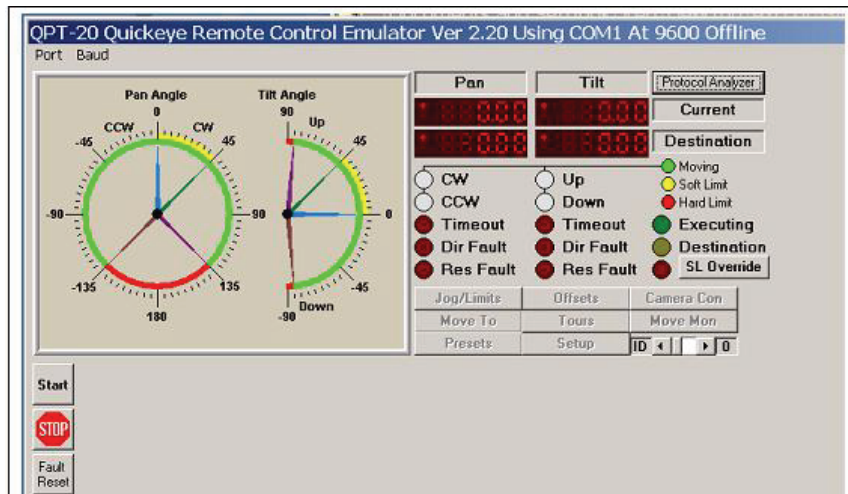 QPT-20 Quickeye Remote Control Emulator Ver 2.20 Using COM1 At 9600 Offline
Port Baud
Pan Angle
0
CCW CW
-45 45
-90 90
-135 135
180
Tilt Angle
90
Up
45
0
-45
Down
-90
Pan Tilt Protocol Analyzer
Current
Destination
Moving
CW Up Soft Limit
CCW Down Hard Limit
Timeout Timeout Executing
Dir Fault Dir Fault Destination
Res Fault Res Fault SL Override
Jog/Limits Offsets Camera Con
Move To Tours Move Mon
Presets Setup ID 0
Start
STOP
Fault
Reset